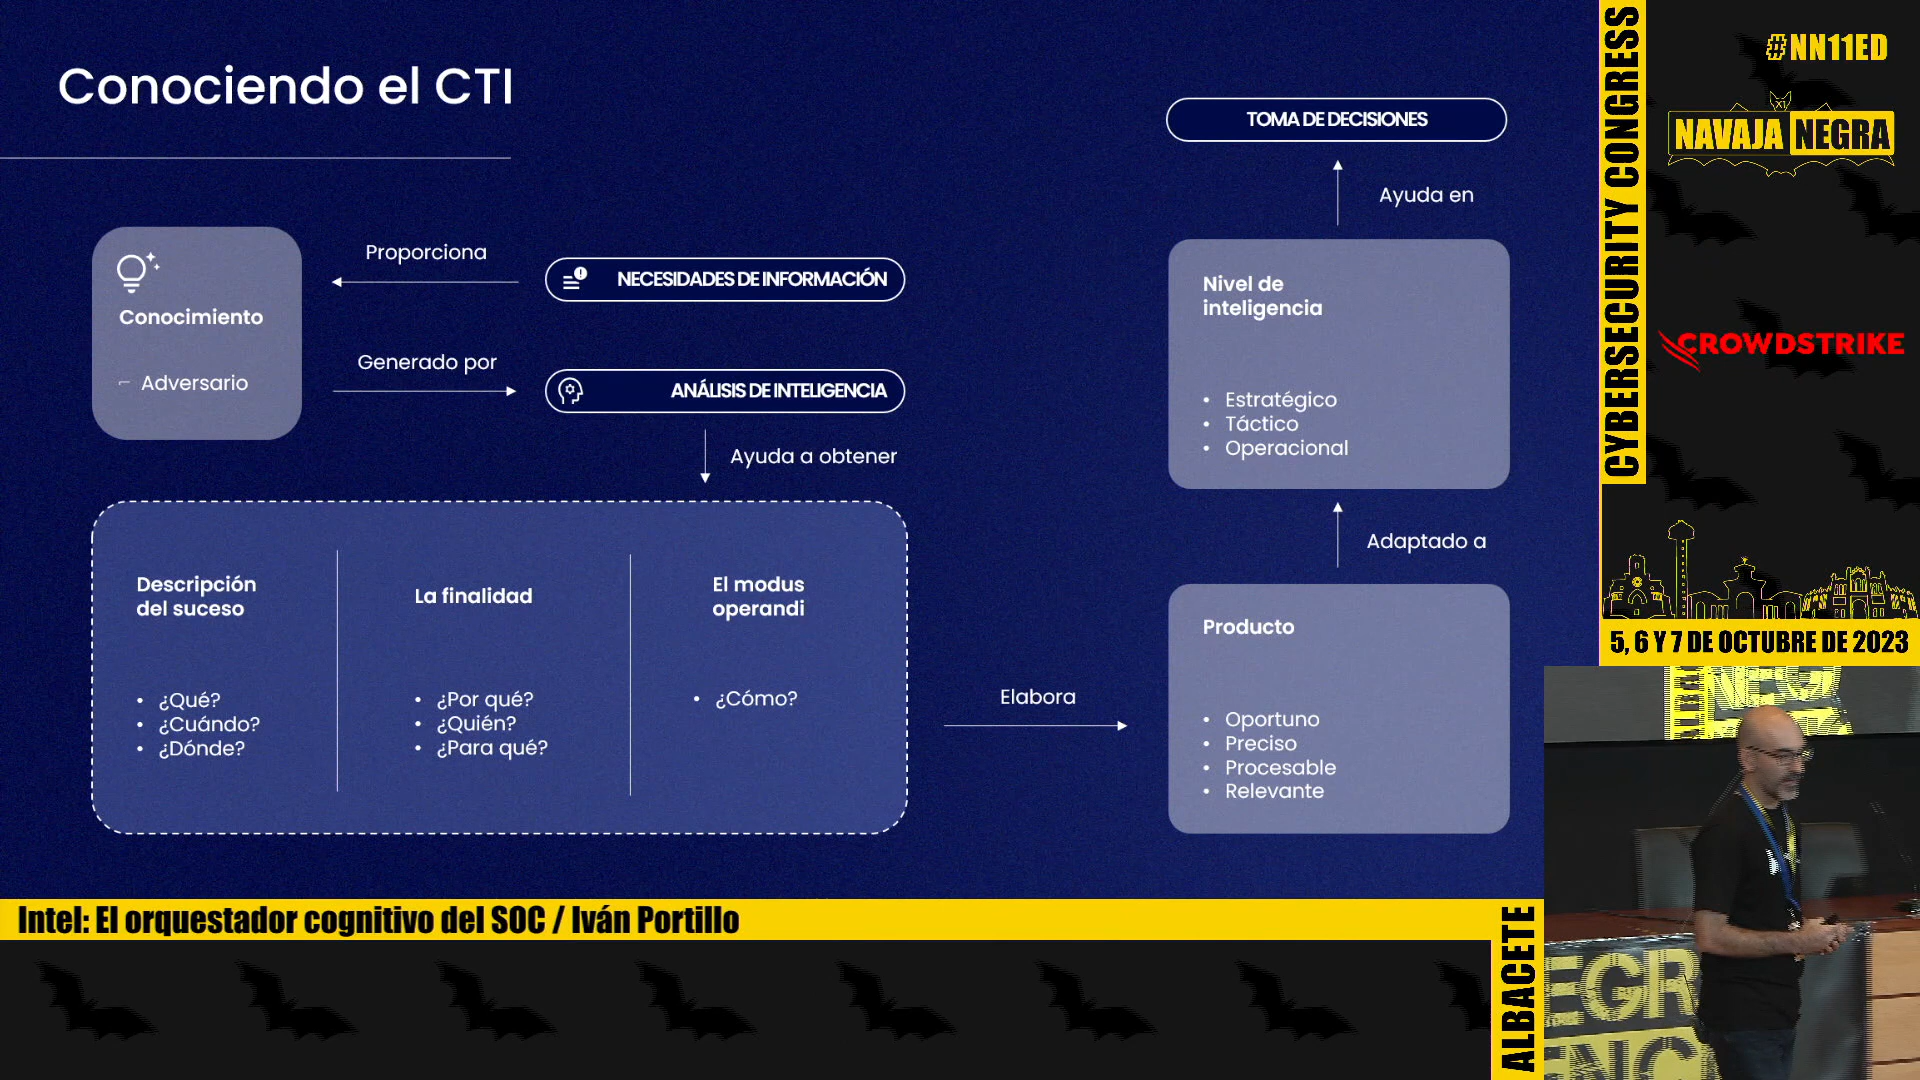 Conociendo el CTI
Conocimiento
Adversario
Proporciona
NECESIDADES DE INFORMACIÓN
Generado por
ANÁLISIS DE INTELIGENCIA
Ayuda a obtener
Descripción
del suceso
• ¿Qué?
• ¿Cuándo?
• ¿Dónde?
La finalidad
• ¿Por qué?
• ¿Quién?
• ¿Para qué?
El modus
operandi
• ¿Cómo?
Elabora
TOMA DE DECISIONES
Ayuda en
Nivel de
inteligencia
• Estratégico
• Táctico
• Operacional
Adaptado a
Producto
• Oportuno
• Preciso
• Procesable
• Relevante
CYBERSECURITY CONGRESS
#NN11ED
XI
NAVAJA NEGRA
CROWDSTRIKE
5, 6 Y 7 DE OCTUBRE DE 2023
Intel: El orquestador cognitivo del SOC / Iván Portillo
ALBACETE
EGR